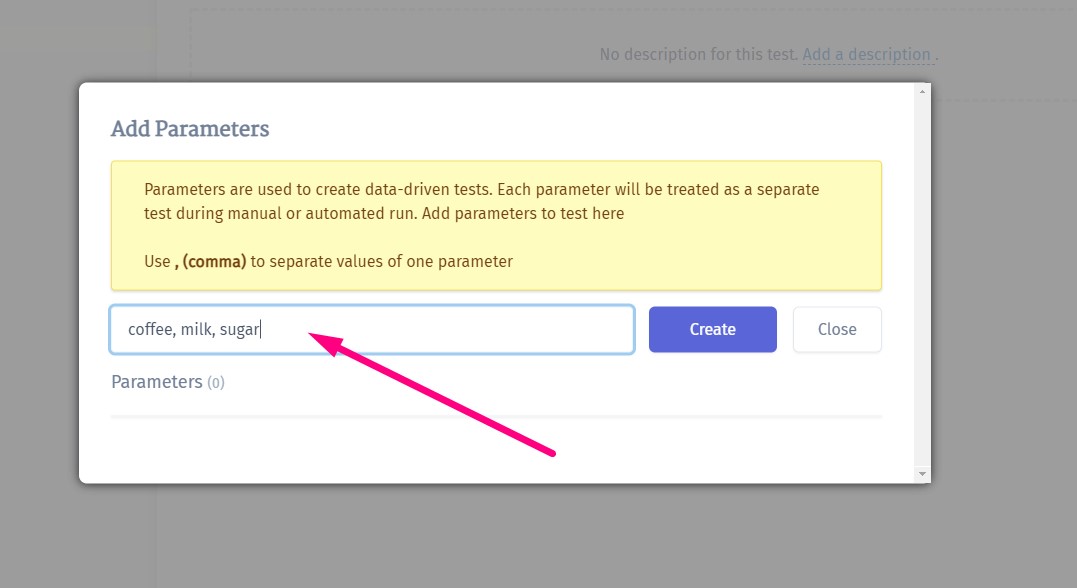 No description for this test. Add a description .
Add Parameters
Parameters are used to create data-driven tests. Each parameter will be treated as a separate
test during manual or automated run. Add parameters to test here
Use , (comma) to separate values of one parameter
coffee, milk, sugar
Create
Close
Parameters (0)